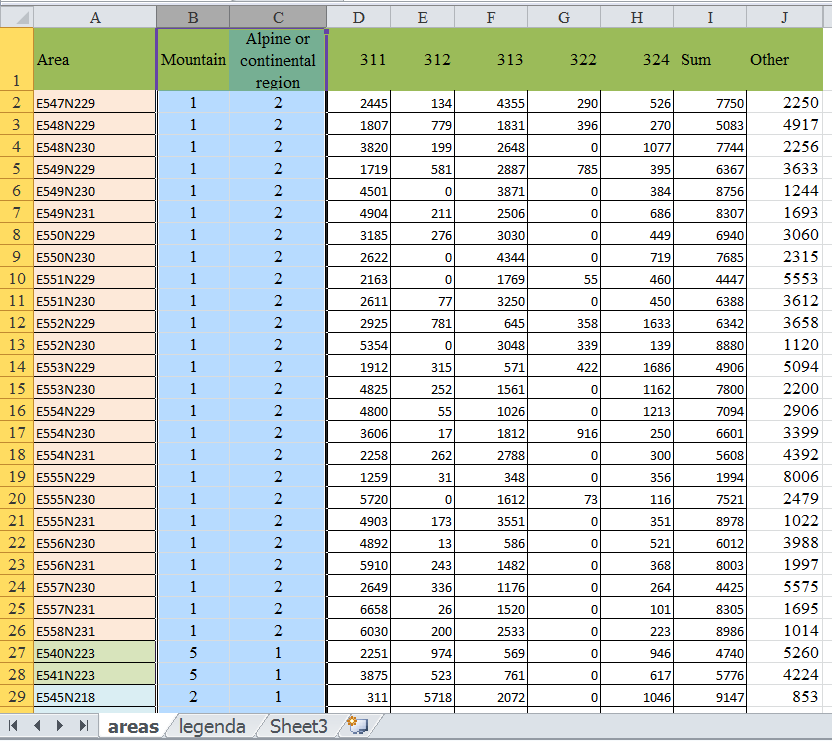 A B C D E F G H I J
1 Area Mountain Alpine or continental region 311 312 313 322 324 Sum Other
2 E547N229 1 2 2445 134 4355 290 526 7750 2250
3 E548N229 1 2 1807 779 1831 396 270 5083 4917
4 E548N230 1 2 3820 199 2648 0 1077 7744 2256
5 E549N229 1 2 1719 581 2887 785 395 6367 3633
6 E549N230 1 2 4501 0 3871 0 384 8756 1244
7 E549N231 1 2 4904 211 2506 0 686 8307 1693
8 E550N229 1 2 3185 276 3030 0 449 6940 3060
9 E550N230 1 2 2622 0 4344 0 719 7685 2315
10 E551N229 1 2 2163 0 1769 55 460 4447 5553
11 E551N230 1 2 2611 77 3250 0 450 6388 3612
12 E552N229 1 2 2925 781 645 358 1633 6342 3658
13 E552N230 1 2 5354 0 3048 339 139 8880 1120
14 E553N229 1 2 1912 315 571 422 1686 4906 5094
15 E553N230 1 2 4825 252 1561 0 1162 7800 2200
16 E554N229 1 2 4800 55 1026 0 1213 7094 2906
17 E554N230 1 2 3606 17 1812 916 250 6601 3399
18 E554N231 1 2 2258 262 2788 0 300 5608 4392
19 E555N229 1 2 1259 31 348 0 356 1994 8006
20 E555N230 1 2 5720 0 1612 73 116 7521 2479
21 E555N231 1 2 4903 173 3551 0 351 8978 1022
22 E556N230 1 2 4892 13 586 0 521 6012 3988
23 E556N231 1 2 5910 243 1482 0 368 8003 1997
24 E557N230 1 2 2649 336 1176 0 264 4425 5575
25 E557N231 1 2 6658 26 1520 0 101 8305 1695
26 E558N231 1 2 6030 200 2533 0 223 8986 1014
27 E540N223 5 1 2251 974 569 0 946 4740 5260
28 E541N223 5 1 3875 523 761 0 617 5776 4224
29 E545N218 2 1 311 5718 2072 0 1046 9147 853
areas legenda Sheet3